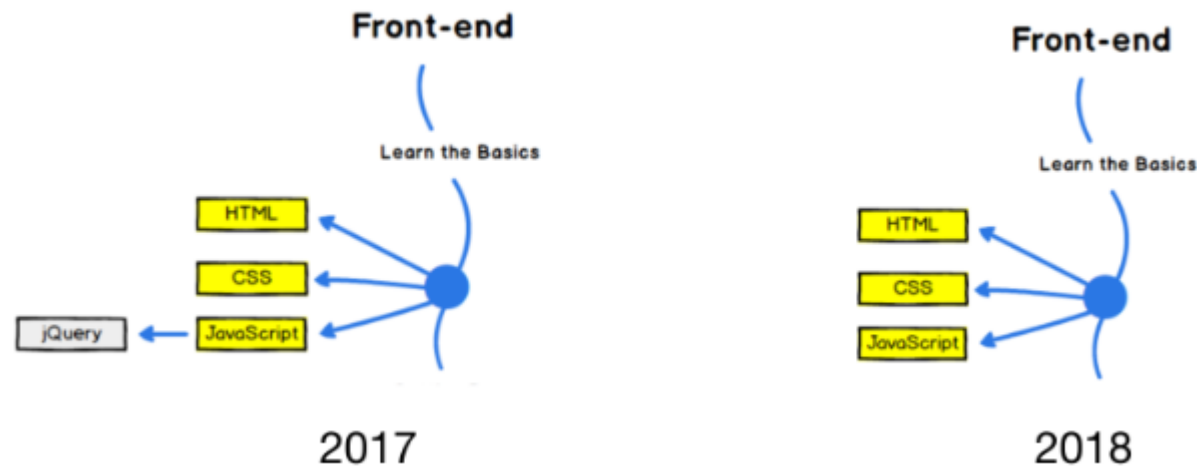 Front-end
Learn the Basics
HTML
CSS
jQuery
JavaScript
2017
Front-end
Learn the Basics
HTML
CSS
JavaScript
2018